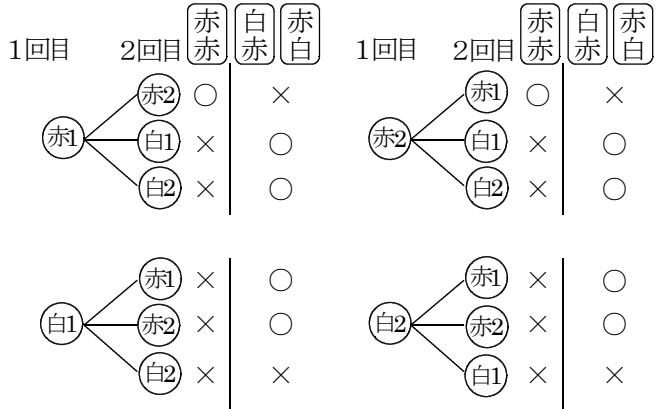 1回目 2回目 赤赤 白赤 赤白 1回目 2回目 赤赤 白赤 赤白
赤2 ○ × 赤1 ○ ×
赤1 白1 × ○ 赤2 白1 × ○
白2 × ○ 白2 × ○
赤1 × ○ 赤1 × ○
白1 赤2 × ○ 白2 赤2 × ○
白2 × × 白1 × ×